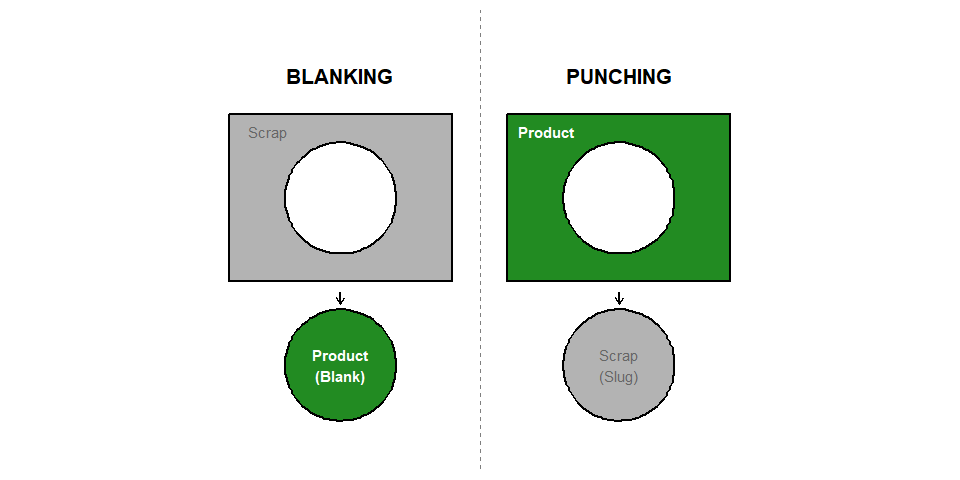 BLANKING
Scrap
Product
(Blank)
PUNCHING
Product
Scrap
(Slug)